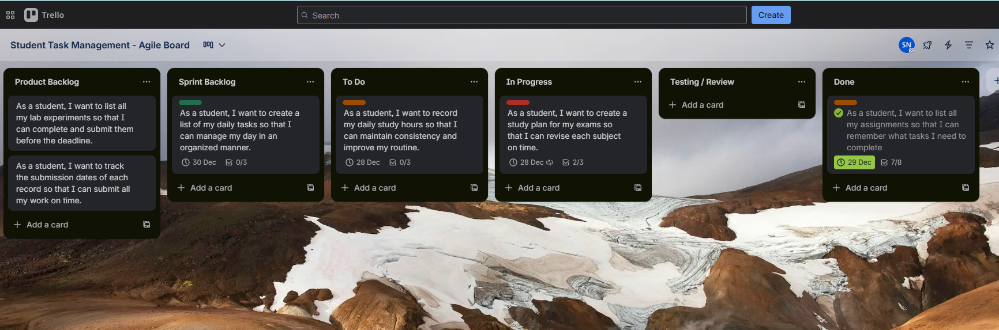 Trello
Search
Create
Student Task Management - Agile Board
SN
Product Backlog
As a student, I want to list all
my lab experiments so that I
can complete and submit them
before the deadline.
As a student, I want to track
the submission dates of each
record so that I can submit all
my work on time.
Add a card
Sprint Backlog
As a student, I want to create a
list of my daily tasks so that I
can manage my day in an
organized manner.
30 Dec 0/3
Add a card
To Do
As a student, I want to record
my daily study hours so that I
can maintain consistency and
improve my routine.
28 Dec 0/3
Add a card
In Progress
As a student, I want to create a
study plan for my exams so
that I can revise each subject
on time.
28 Dec 2/3
Add a card
Testing / Review
Add a card
Done
As a student, I want to list all
my assignments so that I can
remember what tasks I need to
complete
29 Dec 7/8
Add a card